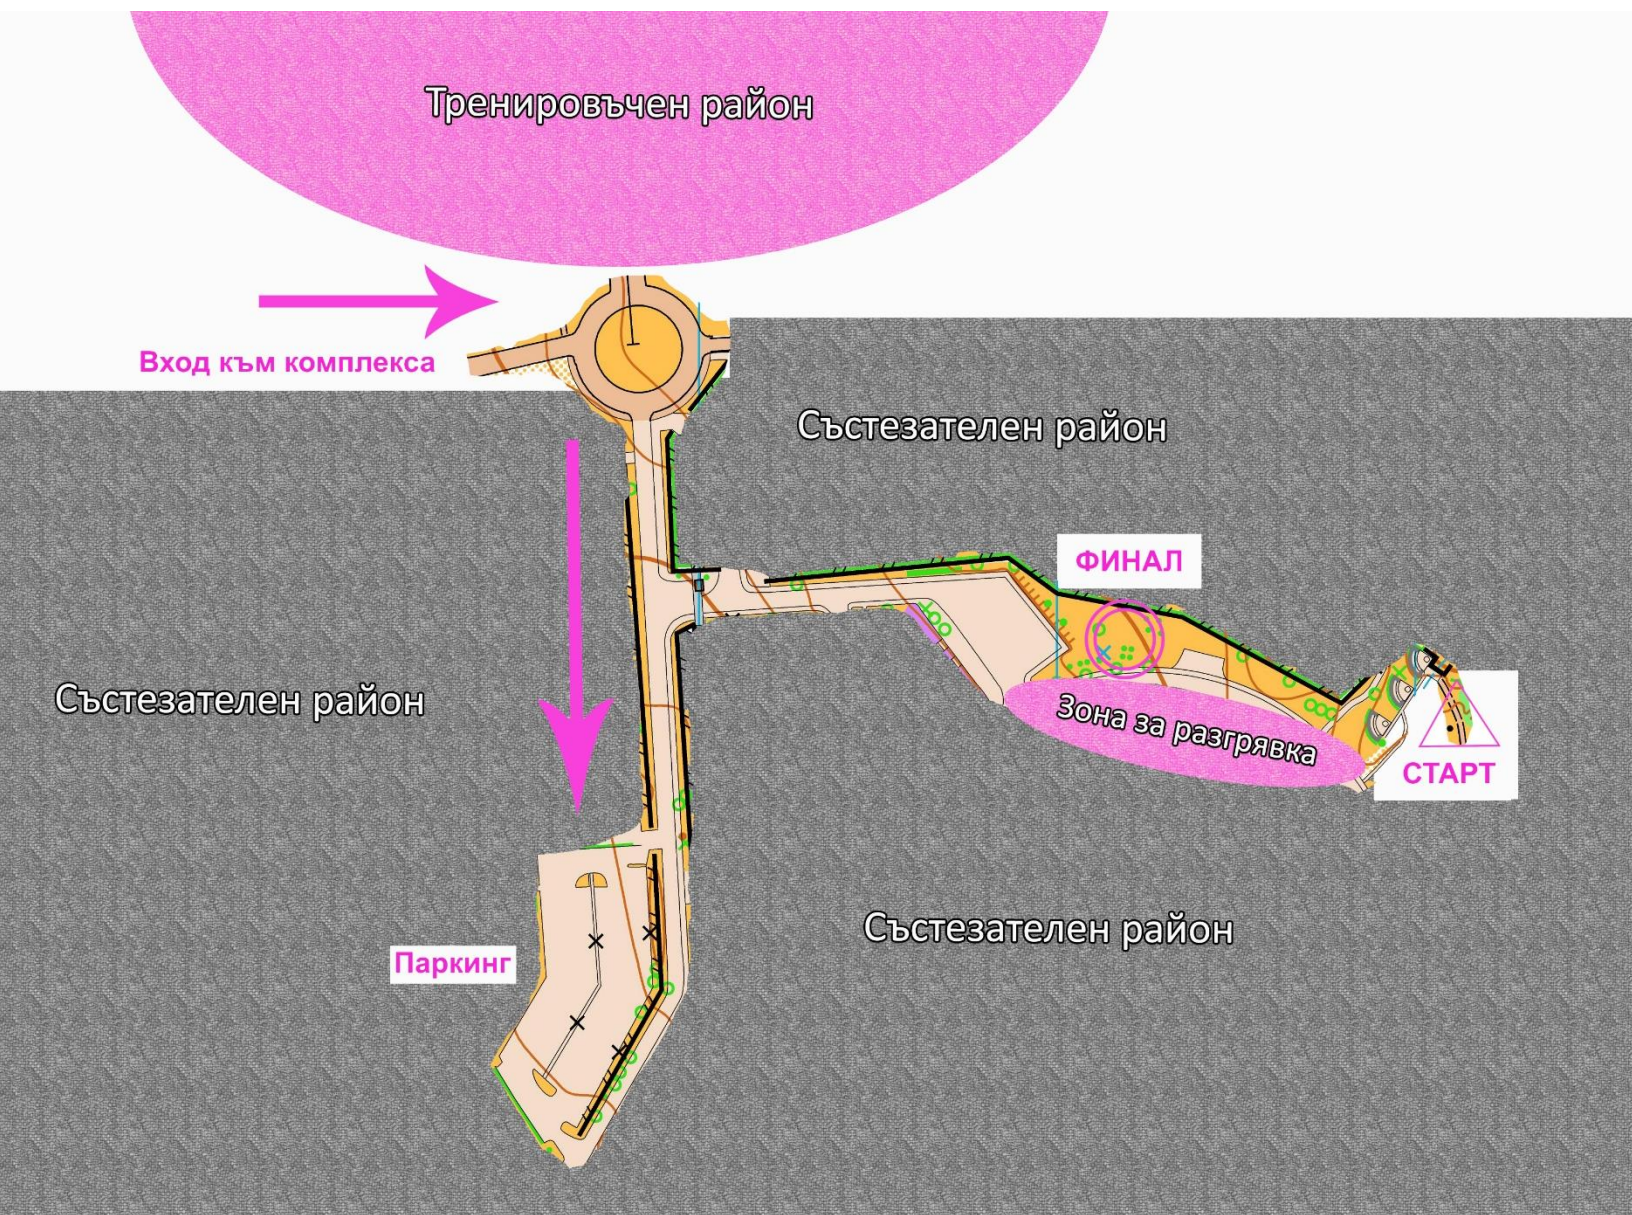 Тренировъчен район
Вход към комплекса
Състезателен район
ФИНАЛ
Състезателен район
Зона за разгрявка
СТАРТ
Състезателен район
Паркинг